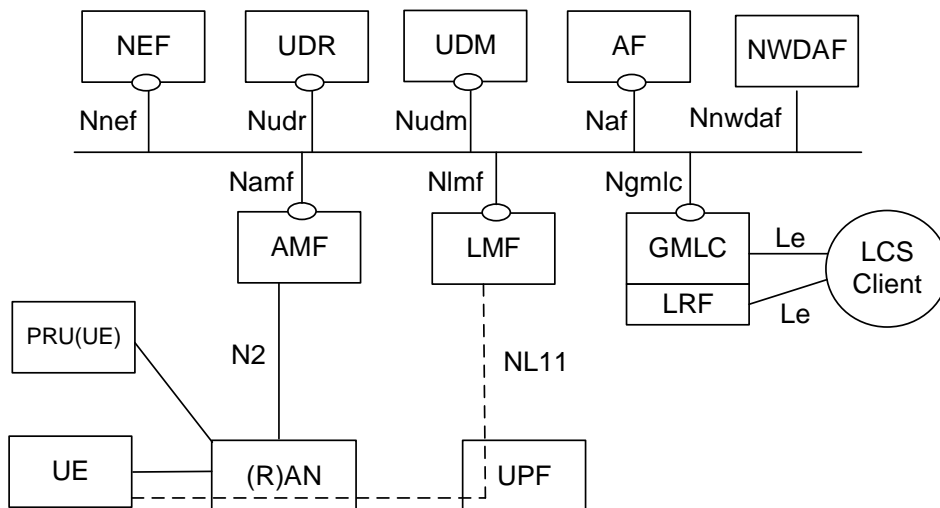 NEF
UDR
UDM
AF
NWDAF
Nnef
Nudr
Nudm
Naf
Nnwdaf
Namf
Nlmf
Ngmlc
AMF
LMF
GMLC
Le
LCS
Client
LRF
Le
PRU(UE)
N2
NL11
UE
(R)AN
UPF